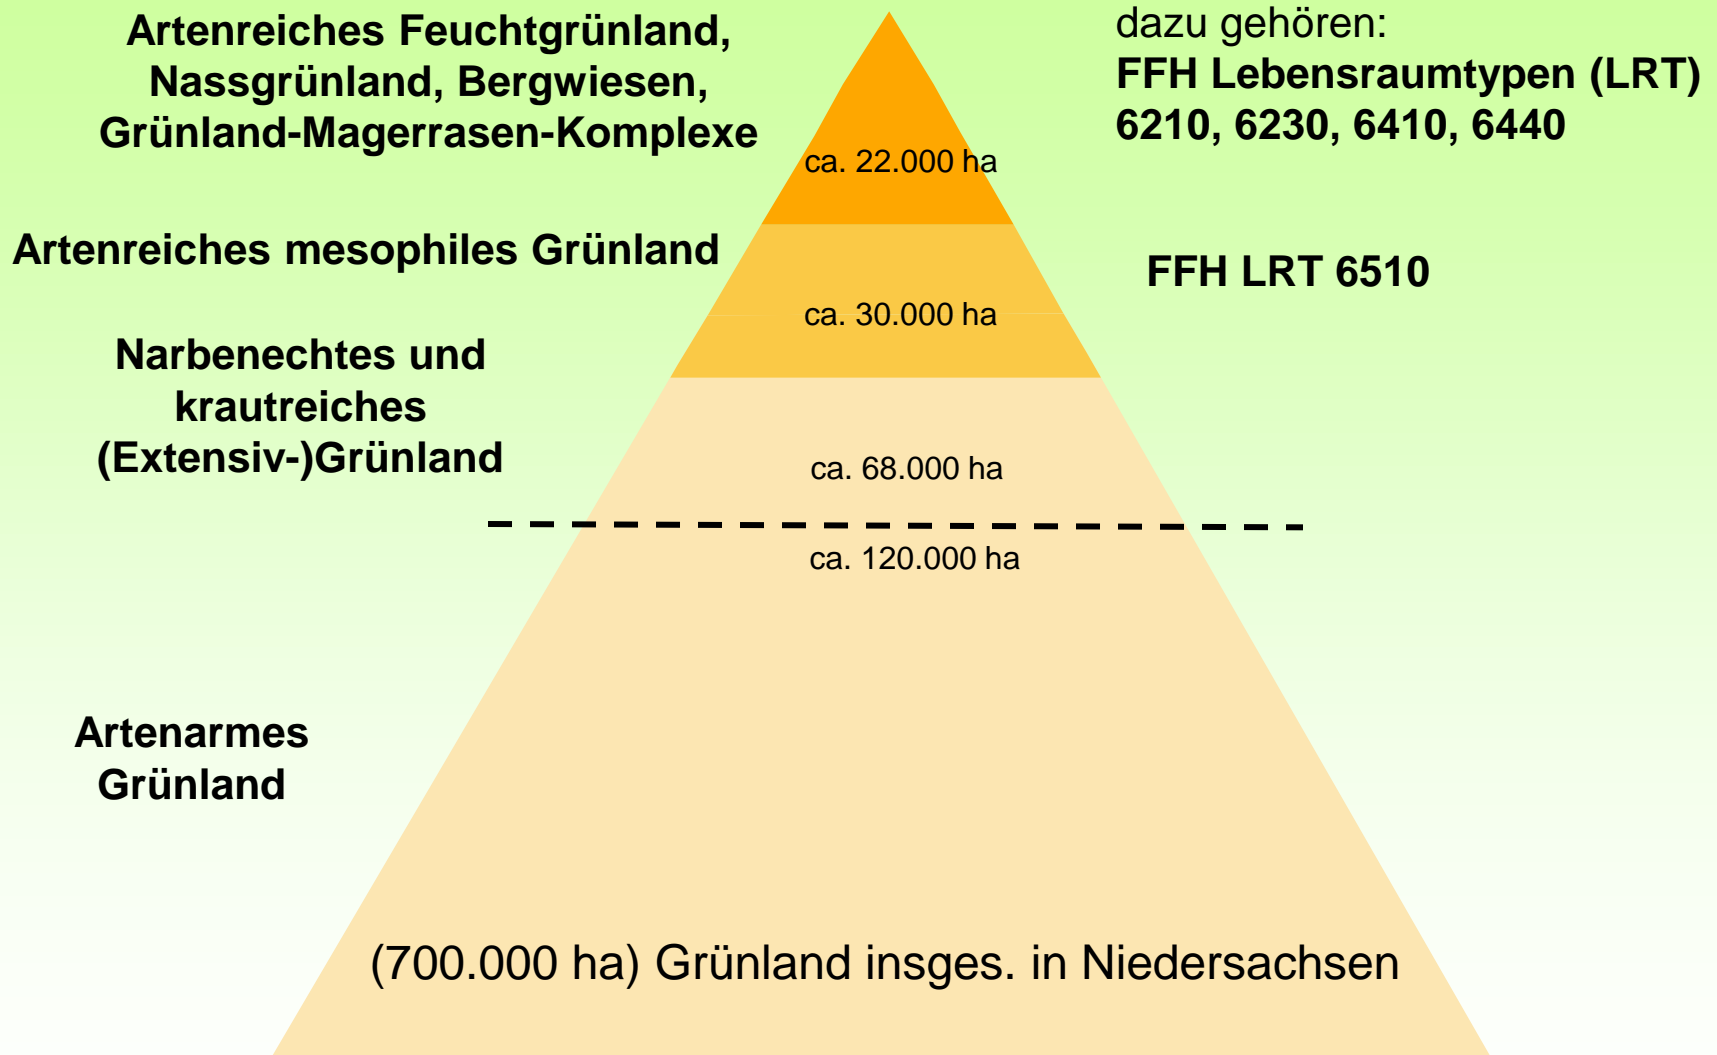 Artenreiches Feuchtgrünland,
Nassgrünland, Bergwiesen,
Grünland-Magerrasen-Komplexe
dazu gehören:
FFH Lebensraumtypen (LRT)
6210, 6230, 6410, 6440
ca. 22.000 ha
Artenreiches mesophiles Grünland
FFH LRT 6510
ca. 30.000 ha
Narbenechtes und
krautreiches
(Extensiv-)Grünland
ca. 68.000 ha
ca. 120.000 ha
Artenarmes
Grünland
(700.000 ha) Grünland insges. in Niedersachsen